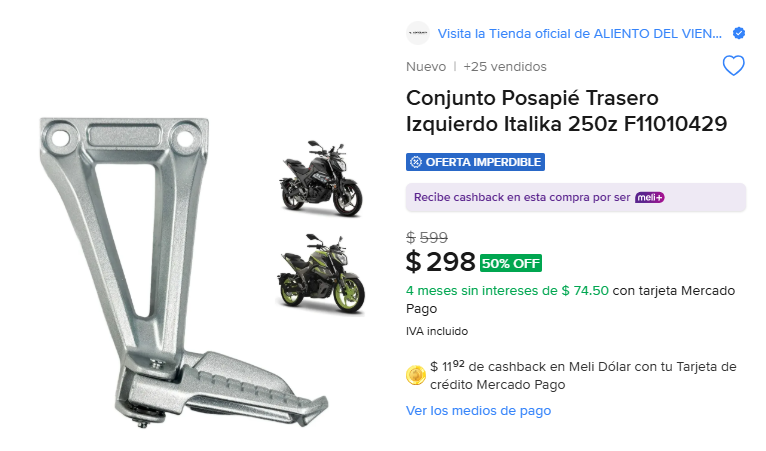 Visita la Tienda oficial de ALIENTO DEL VIEN...
Nuevo | +25 vendidos
Conjunto Posapié Trasero
Izquierdo Italika 250z F11010429
OFERTA IMPERDIBLE
Recibe cashback en esta compra por ser meli+
$ 599
$ 298 50% OFF
4 meses sin intereses de $ 74.50 con tarjeta Mercado
Pago
IVA incluido
$ 11⁹² de cashback en Meli Dólar con tu Tarjeta de
crédito Mercado Pago
Ver los medios de pago